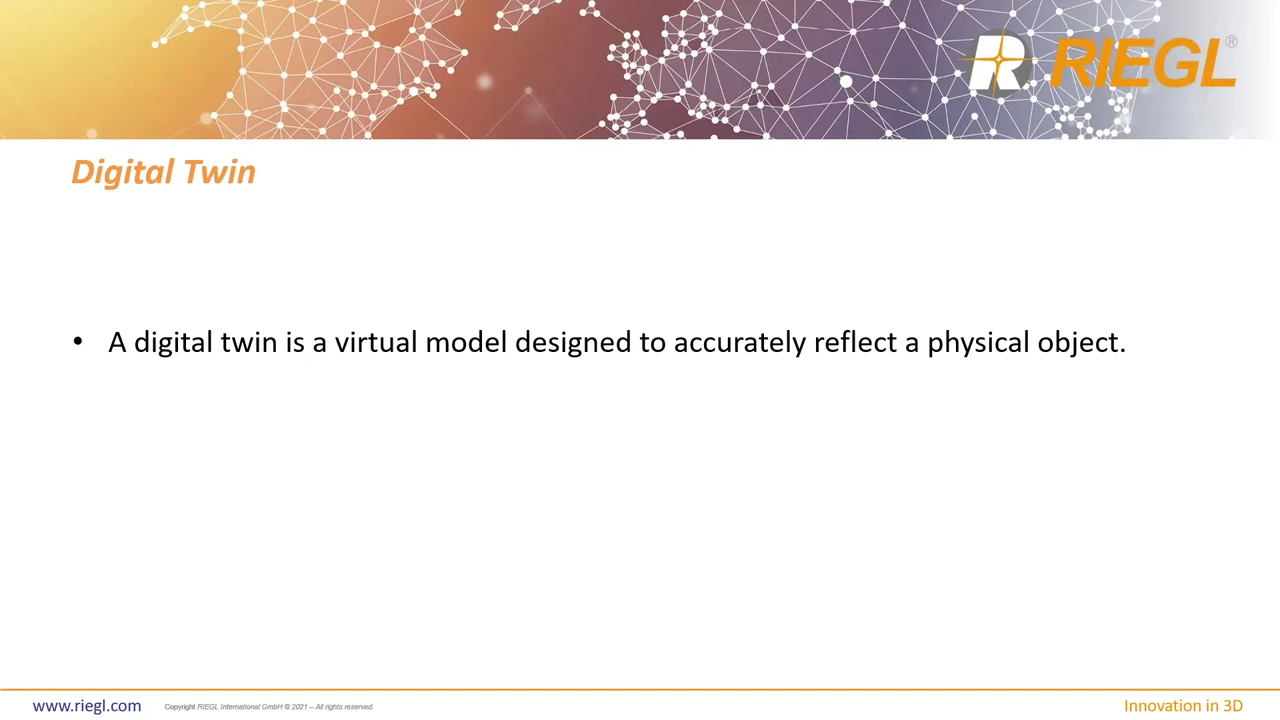 RIEGL®
Digital Twin
• A digital twin is a virtual model designed to accurately reflect a physical object.
www.riegl.com
Copyright RIEGL International GmbH © 2021 – All rights reserved.
Innovation in 3D